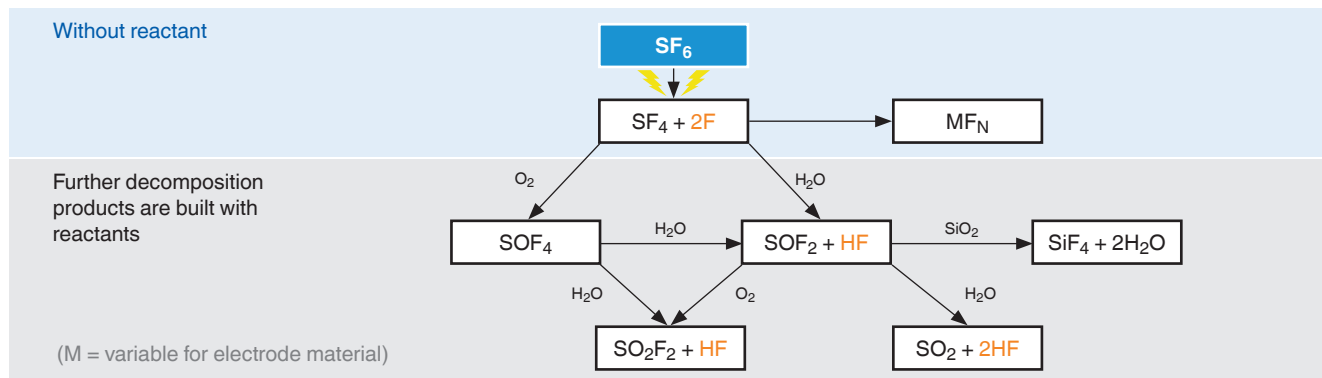 Without reactant
SF₆
SF₄ + 2F
MF_N
Further decomposition
products are built with
reactants
O₂
H₂O
SOF₄
H₂O
SOF₂ + HF
SiO₂
SiF₄ + 2H₂O
H₂O
O₂
H₂O
SO₂F₂ + HF
SO₂ + 2HF
(M = variable for electrode material)